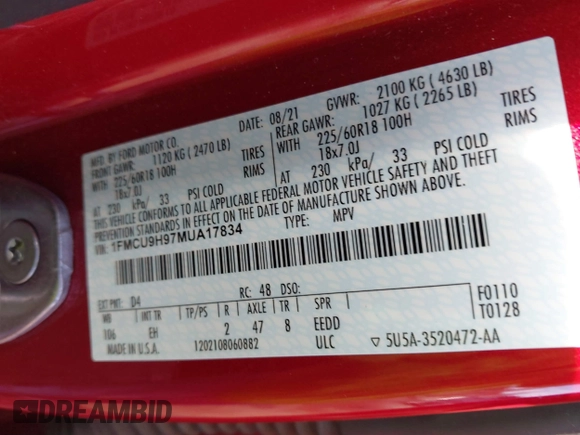 MFD. BY FORD MOTOR CO.
DATE: 08/21 GVWR: 2100 KG ( 4630 LB)
FRONT GAWR: 1120 KG ( 2470 LB)
REAR GAWR: 1027 KG ( 2265 LB)
WITH 225/60R18 100H TIRES
18x7.0J RIMS
AT 230 kPa/ 33 PSI COLD
WITH 225/60R18 100H TIRES
18x7.0J RIMS
AT 230 kPa/ 33 PSI COLD
THIS VEHICLE CONFORMS TO ALL APPLICABLE FEDERAL MOTOR VEHICLE SAFETY AND THEFT
PREVENTION STANDARDS IN EFFECT ON THE DATE OF MANUFACTURE SHOWN ABOVE.
VIN: 1FMCU9H97MUA17834 TYPE: MPV
EXT PNT: D4 RC: 48 DSO: F0110
WB TP/PS AXLE TR SPR T0128
106 EH 2 47 8 EEDD
MADE IN U.S.A. 1202108060882 ULC ▽ 5U5A-3520472-AA
DREAMBID